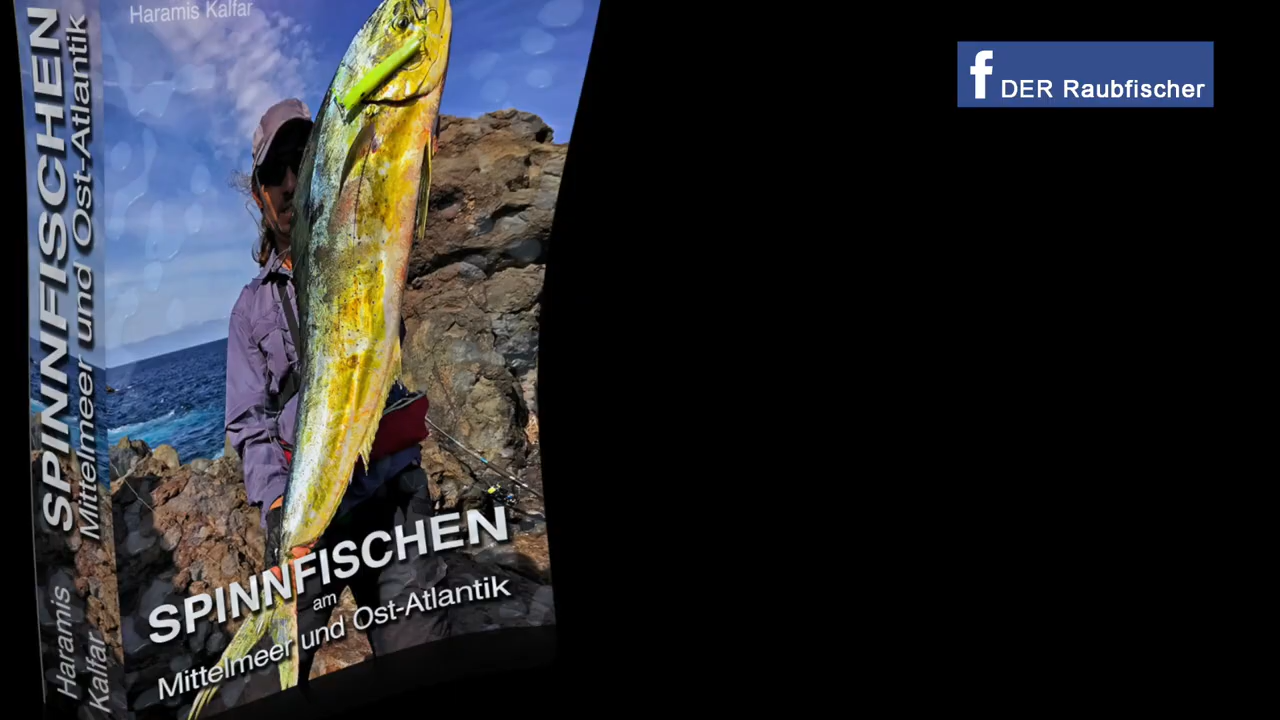 Haramis Kalfar
SPINNFISCHEN
am
Mittelmeer und Ost-Atlantik
SPINNFISCHEN
Mittelmeer und Ost-Atlantik
Haramis
Kalfar
f DER Raubfischer